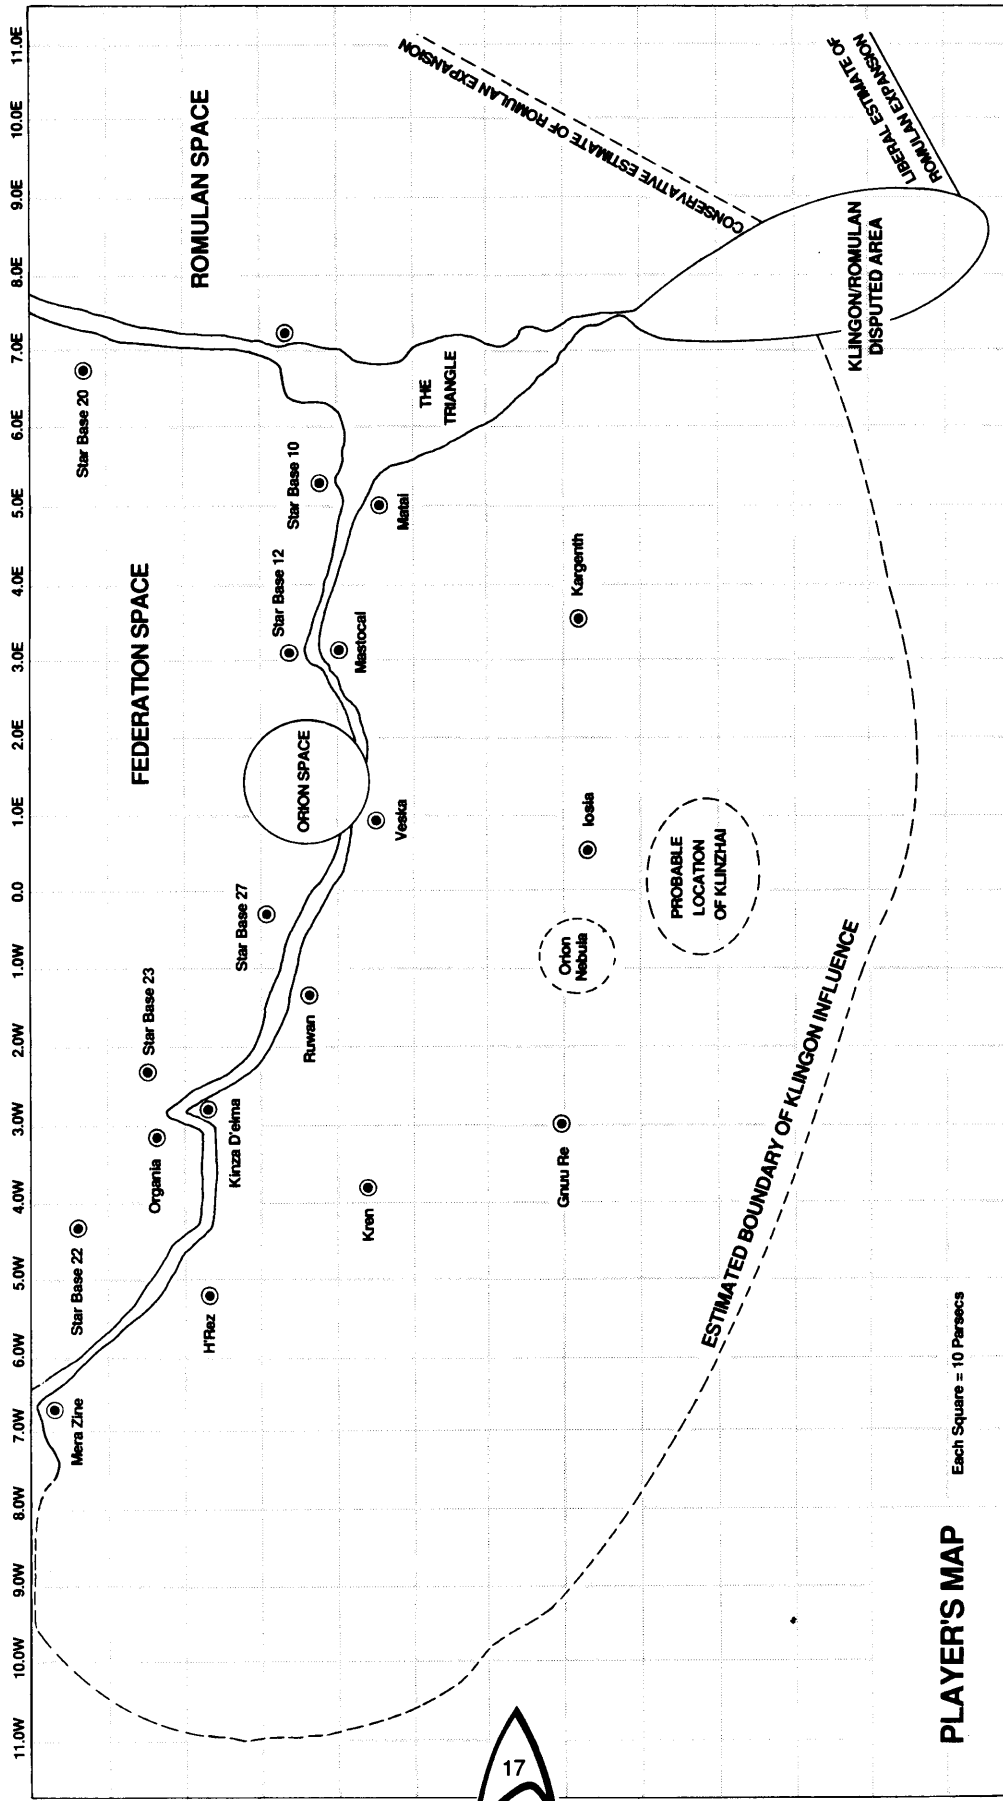 11.0W 10.0W 9.0W 8.0W 7.0W 6.0W 5.0W 4.0W 3.0W 2.0W 1.0W 0.0 1.0E 2.0E 3.0E 4.0E 5.0E 6.0E 7.0E 8.0E 9.0E 10.0E 11.0E
Mera Zine
Star Base 22
Organia
Star Base 23
Star Base 27
FEDERATION SPACE
Star Base 12
Star Base 10
Star Base 20
ROMULAN SPACE
H'Rez
Kinza D'elma
Ruwan
ORION SPACE
Veska
Mastocal
Matai
THE
TRIANGLE
CONSERVATIVE ESTIMATE OF ROMULAN EXPANSION
Kren
Gnuu Re
Orion
Nebula
Iosia
Kargenth
PROBABLE
LOCATION
OF KLINZHAI
ESTIMATED BOUNDARY OF KLINGON INFLUENCE
KLINGON/ROMULAN
DISPUTED AREA
LIBERAL ESTIMATE OF
ROMULAN EXPANSION
PLAYER'S MAP
Each Square = 10 Parsecs
17